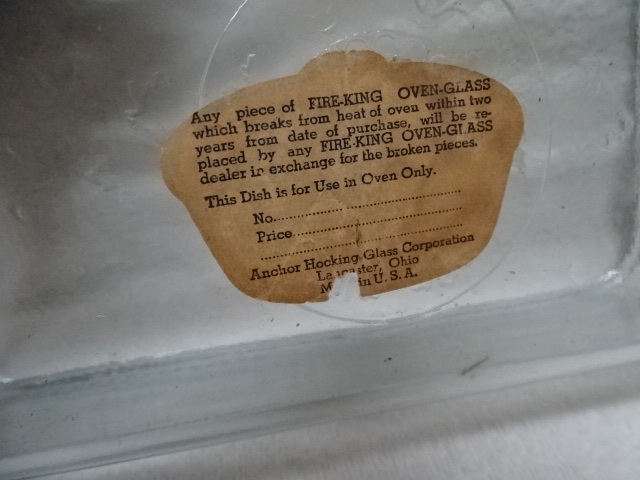 Any piece of FIRE-KING OVEN-GLASS
which breaks from heat of oven within two
years from date of purchase, will be re-
placed by any FIRE-KING OVEN-GLASS
dealer in exchange for the broken pieces.
This Dish is for Use in Oven Only.
No.
Price
Anchor Hocking Glass Corporation
Lancaster, Ohio
in U. S. A.